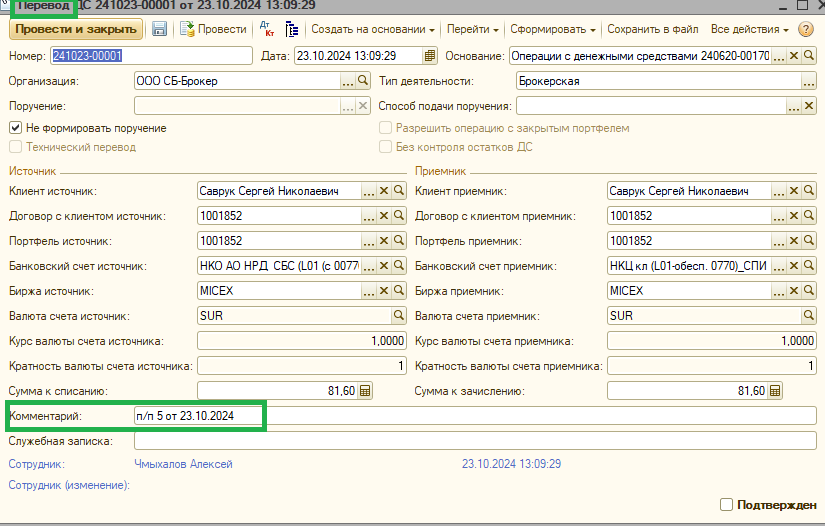 Перевод ДС 241023-00001 от 23.10.2024 13:09:29
Провести и закрыть Провести Дт Кт Создать на основании Перейти Сформировать Сохранить в файл Все действия ?
Номер: 241023-00001 Дата: 23.10.2024 13:09:29 Основание: Операции с денежными средствами 240620-00170
Организация: ООО СБ-Брокер ... Тип деятельности: Брокерская ...
Поручение: ... Способ подачи поручения: ...
Не формировать поручение Разрешить операцию с закрытым портфелем
Технический перевод Без контроля остатков ДС
Источник Приемник
Клиент источник: Саврук Сергей Николаевич ... Клиент приемник: Саврук Сергей Николаевич ...
Договор с клиентом источник: 1001852 ... Договор с клиентом приемник: 1001852 ...
Портфель источник: 1001852 ... Портфель приемник: 1001852 ...
Банковский счет источник: НКО АО НРД_СБС (L01 (с 0077 ... Банковский счет приемник: НКЦ кл (L01-обесп. 0770)_СПИ ...
Биржа источник: MICEX ... Биржа приемник: MICEX ...
Валюта счета источник: SUR Валюта счета приемник: SUR
Курс валюты счета источника: 1,0000 Курс валюты счета приемника: 1,0000
Кратность валюты счета источника: 1 Кратность валюты счета приемника: 1
Сумма к списанию: 81,60 Сумма к зачислению: 81,60
Комментарий: п/п 5 от 23.10.2024
Служебная записка:
Сотрудник: Чмыхалов Алексей 23.10.2024 13:09:29
Сотрудник (изменение):
Подтвержден